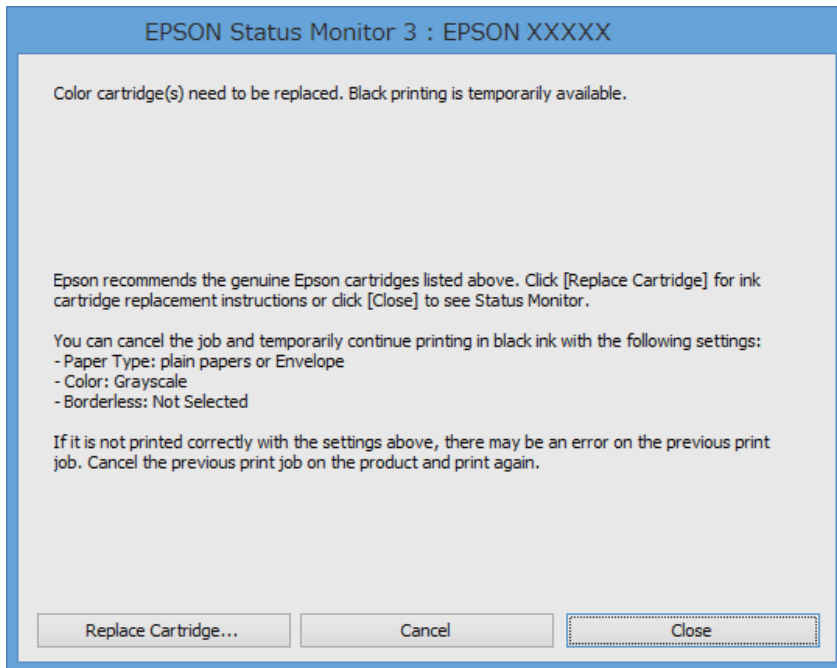 EPSON Status Monitor 3 : EPSON XXXXX
Color cartridge(s) need to be replaced. Black printing is temporarily available.
Epson recommends the genuine Epson cartridges listed above. Click [Replace Cartridge] for ink
cartridge replacement instructions or click [Close] to see Status Monitor.
You can cancel the job and temporarily continue printing in black ink with the following settings:
- Paper Type: plain papers or Envelope
- Color: Grayscale
- Borderless: Not Selected
If it is not printed correctly with the settings above, there may be an error on the previous print
job. Cancel the previous print job on the product and print again.
Replace Cartridge... Cancel Close